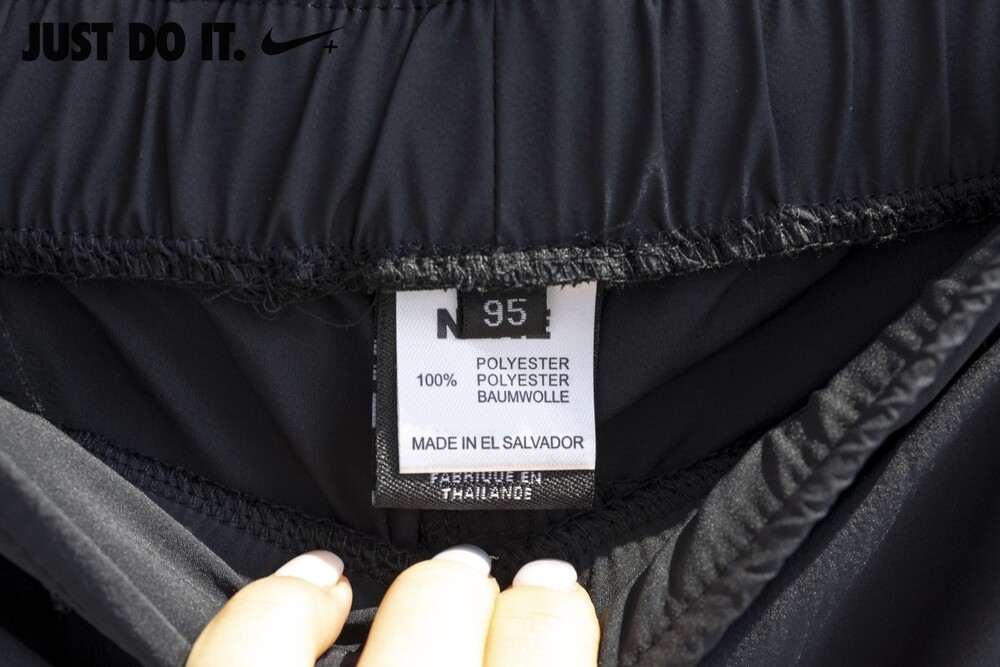 JUST DO IT.
95
POLYESTER
100% POLYESTER
BAUMWOLLE
MADE IN EL SALVADOR
FABRIQUE EN
THAILANDE